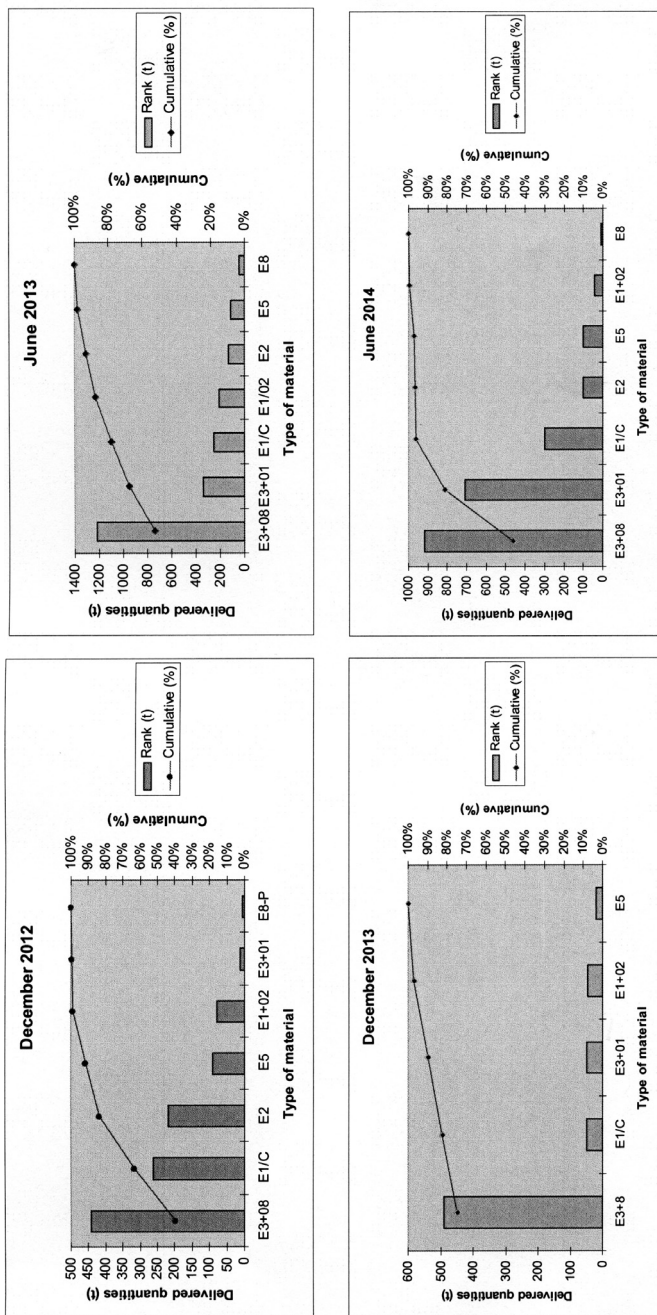 December 2012
Delivered quantities (t)
500
450
400
350
300
250
200
150
100
50
0
E3+08 E1/C E2 E5 E1+02 E3+01 E8-P
Type of material
100%
90%
80%
70%
60%
50%
40%
30%
20%
10%
0%
Cumulative (%)
Rank (t)
Cumulative (%)
June 2013
Delivered quantities (t)
1400
1200
1000
800
600
400
200
0
E3+08 E3+01 E1/C E1/02 E2 E5 E8
Type of material
100%
80%
60%
40%
20%
0%
Cumulative (%)
Rank (t)
Cumulative (%)
December 2013
Delivered quantities (t)
600
500
400
300
200
100
0
E3+8 E1/C E3+01 E1+02 E5
Type of material
100%
90%
80%
70%
60%
50%
40%
30%
20%
10%
0%
Cumulative (%)
Rank (t)
Cumulative (%)
June 2014
Delivered quantities (t)
1000
900
800
700
600
500
400
300
200
100
0
E3+08 E3+01 E1/C E2 E5 E1+02 E8
Type of material
100%
90%
80%
70%
60%
50%
40%
30%
20%
10%
0%
Cumulative (%)
Rank (t)
Cumulative (%)